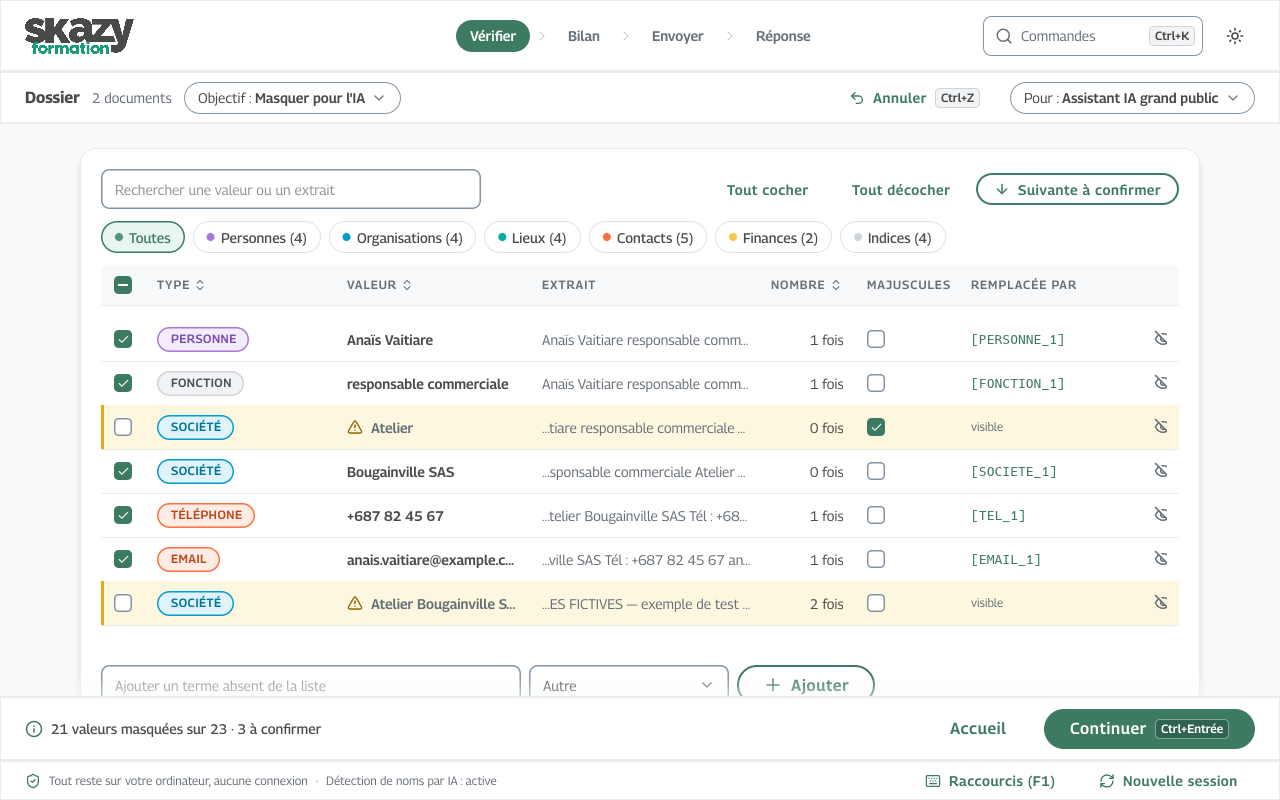 skazy
formation
Vérifier
Bilan
Envoyer
Réponse
Commandes
Ctrl+K
Dossier
2 documents
Objectif : Masquer pour l'IA
Annuler
Ctrl+Z
Pour : Assistant IA grand public
Rechercher une valeur ou un extrait
Tout cocher
Tout décocher
Suivante à confirmer
Toutes
Personnes (4)
Organisations (4)
Lieux (4)
Contacts (5)
Finances (2)
Indices (4)
TYPE
VALEUR
EXTRAIT
NOMBRE
MAJUSCULES
REMPLACÉE PAR
PERSONNE Anaïs Vaitiare Anaïs Vaitiare responsable comm... 1 fois [PERSONNE_1]
FONCTION responsable commerciale Anaïs Vaitiare responsable comm... 1 fois [FONCTION_1]
SOCIÉTÉ Atelier ...tiare responsable commerciale ... 0 fois visible
SOCIÉTÉ Bougainville SAS ...sponsable commerciale Atelier ... 0 fois [SOCIETE_1]
TÉLÉPHONE +687 82 45 67 ...telier Bougainville SAS Tél : +68... 1 fois [TEL_1]
EMAIL anais.vaitiare@example.c... ...ville SAS Tél : +687 82 45 67 an... 1 fois [EMAIL_1]
SOCIÉTÉ Atelier Bougainville S... ...ES FICTIVES — exemple de test ... 2 fois visible
Ajouter un terme absent de la liste
Autre
Ajouter
21 valeurs masquées sur 23 · 3 à confirmer
Accueil
Continuer
Ctrl+Entrée
Tout reste sur votre ordinateur, aucune connexion · Détection de noms par IA : active
Raccourcis (F1)
Nouvelle session